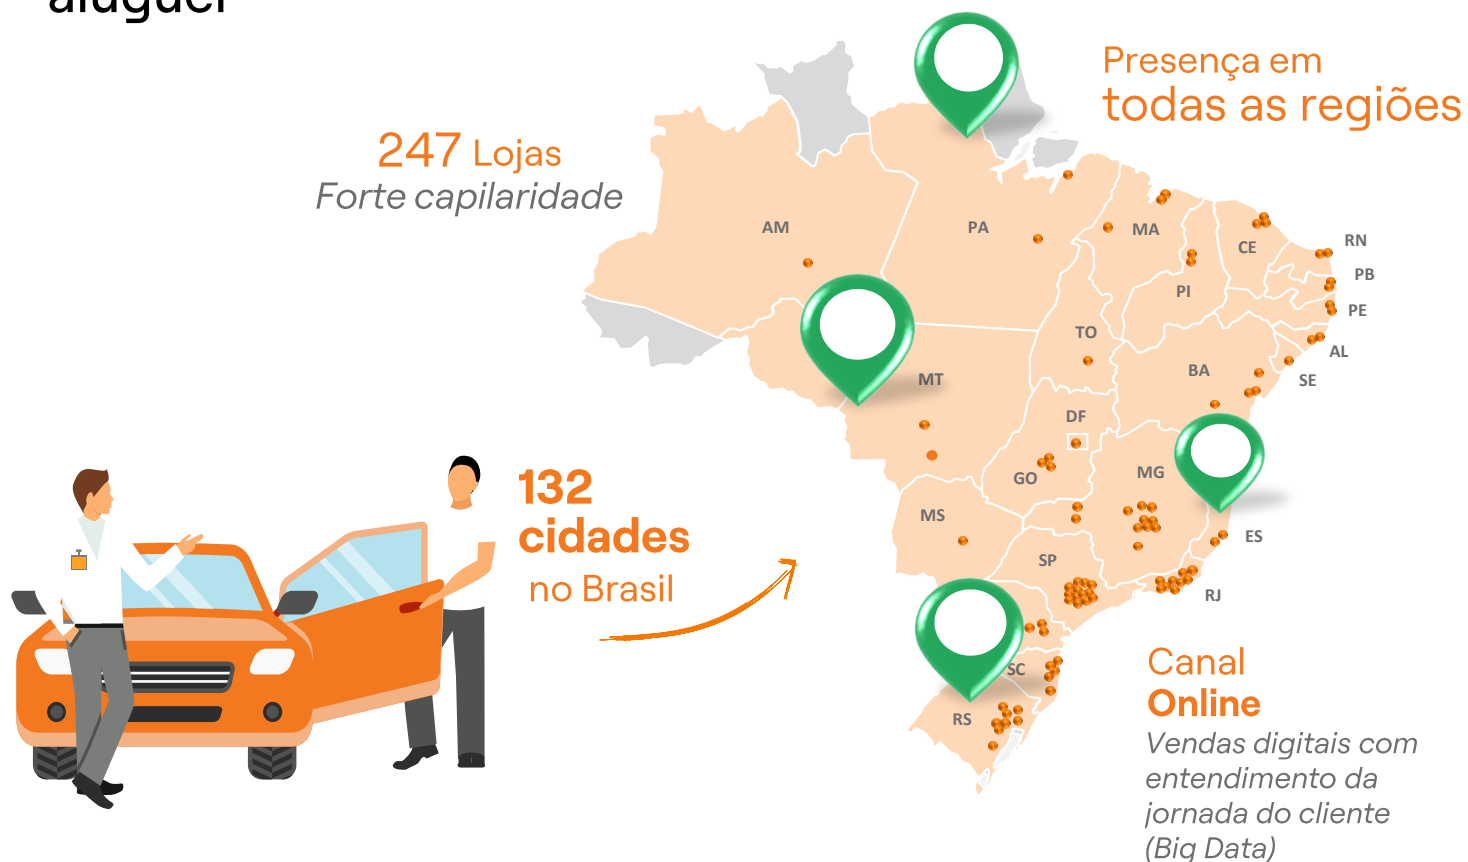 aluguel
Presença em
todas as regiões
247 Lojas
Forte capilaridade
AM
PA
MA
CE
RN
PB
PI
PE
TO
AL
BA
SE
MT
DF
MG
GO
MS
ES
SP
RJ
132
cidades
no Brasil
SC
RS
Canal
Online
Vendas digitais com
entendimento da
jornada do cliente
(Big Data)